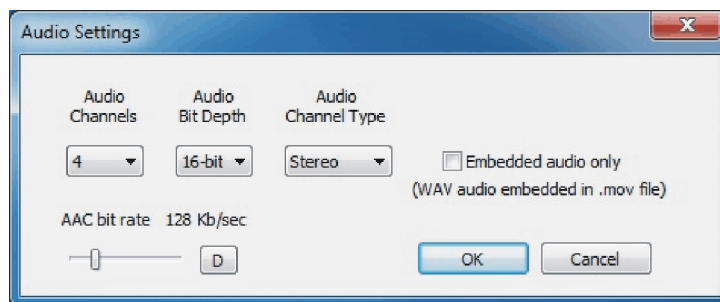 Audio Settings
X
Audio
Channels
Audio
Bit Depth
Audio
Channel Type
4
16-bit
Stereo
Embedded audio only
(WAV audio embedded in .mov file)
AAC bit rate 128 Kb/sec
D
OK
Cancel